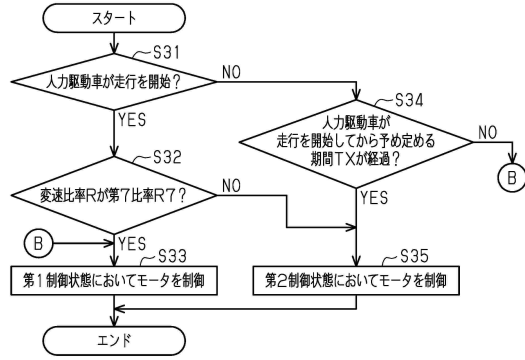 スタート
S31
人力駆動車が走行を開始?
NO
YES
S34
人力駆動車が
走行を開始してから予め定める
期間TXが経過?
NO
B
YES
S32
変速比率Rが第7比率R7?
NO
YES
B
S33
第1制御状態においてモータを制御
S35
第2制御状態においてモータを制御
エンド